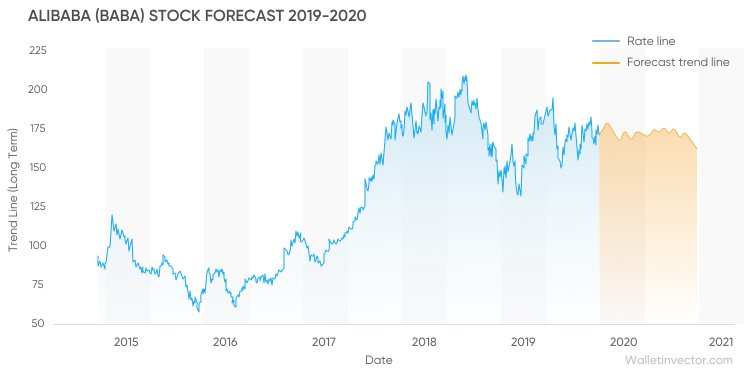 ALIBABA (BABA) STOCK FORECAST 2019-2020
Rate line
Forecast trend line
225
200
175
150
125
100
75
50
Trend Line (Long Term)
2015 2016 2017 2018 2019 2020 2021
Date
Walletinvector.com